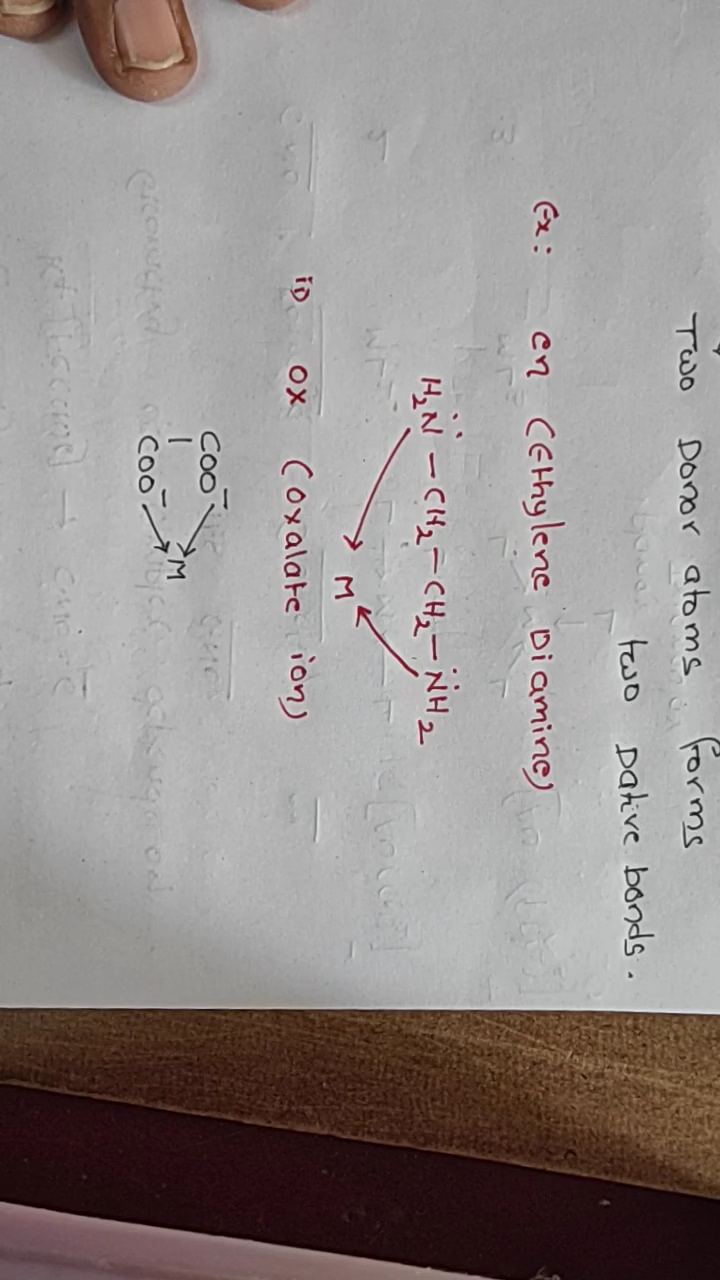 Two Donor atoms forms
two Dative bonds.
Ex: en (Ethylene Diamine)
H₂N̈ – CH₂ – CH₂ – N̈H₂
M
ii) ox (oxalate ion)
COO⁻
COO⁻
M